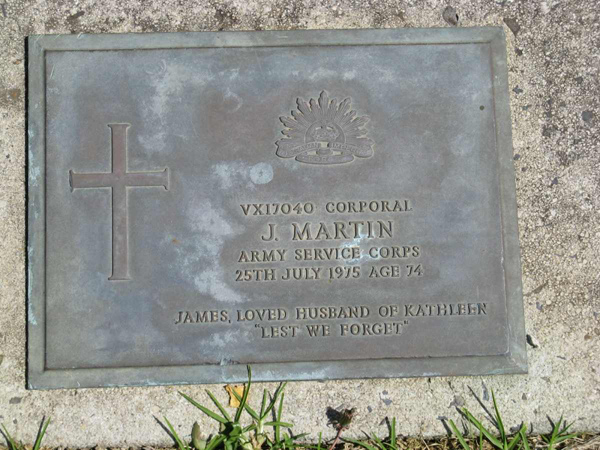 VX17040 CORPORAL
J. MARTIN
ARMY SERVICE CORPS
25TH JULY 1975 AGE 74
JAMES, LOVED HUSBAND OF KATHLEEN
"LEST WE FORGET"